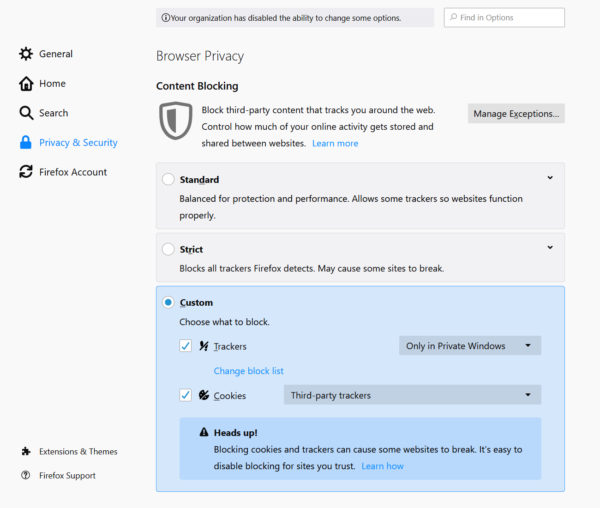 Your organization has disabled the ability to change some options.
Find in Options
General
Home
Search
Privacy & Security
Firefox Account
Extensions & Themes
Firefox Support
Browser Privacy
Content Blocking
Block third-party content that tracks you around the web.
Control how much of your online activity gets stored and
shared between websites. Learn more
Manage Exceptions...
Standard
Balanced for protection and performance. Allows some trackers so websites function
properly.
Strict
Blocks all trackers Firefox detects. May cause some sites to break.
Custom
Choose what to block.
Trackers
Only in Private Windows
Change block list
Cookies
Third-party trackers
Heads up!
Blocking cookies and trackers can cause some websites to break. It's easy to
disable blocking for sites you trust. Learn how